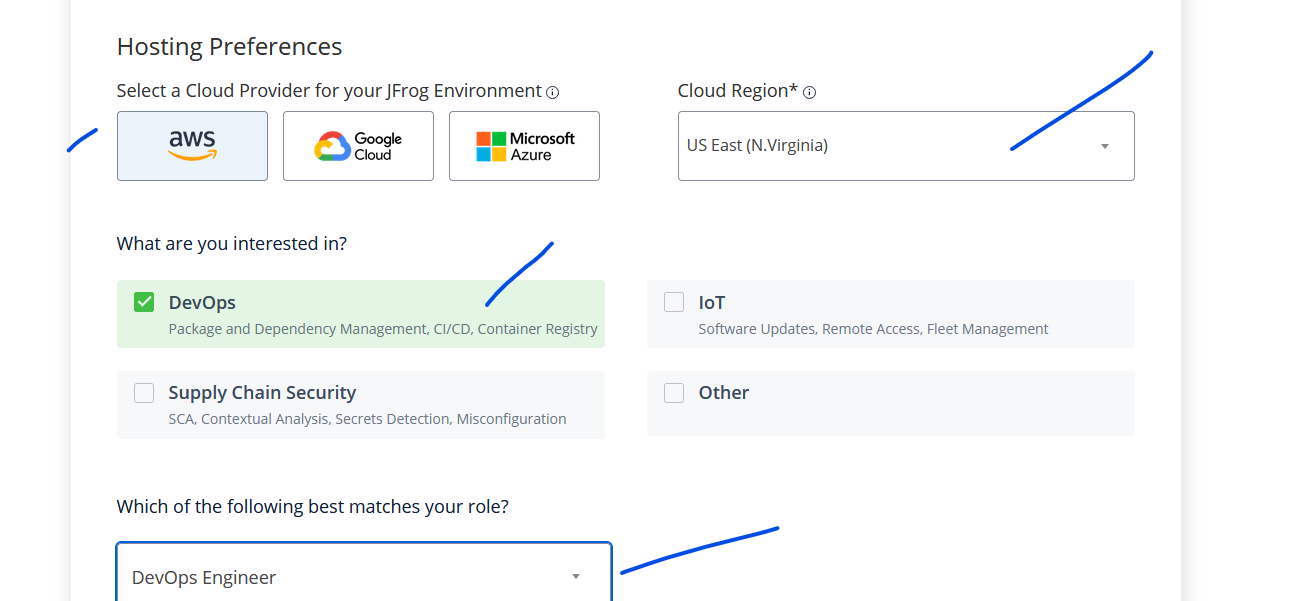 Hosting Preferences
Select a Cloud Provider for your JFrog Environment
Cloud Region*
aws
Google Cloud
Microsoft Azure
US East (N.Virginia)
What are you interested in?
DevOps
Package and Dependency Management, CI/CD, Container Registry
IoT
Software Updates, Remote Access, Fleet Management
Supply Chain Security
SCA, Contextual Analysis, Secrets Detection, Misconfiguration
Other
Which of the following best matches your role?
DevOps Engineer